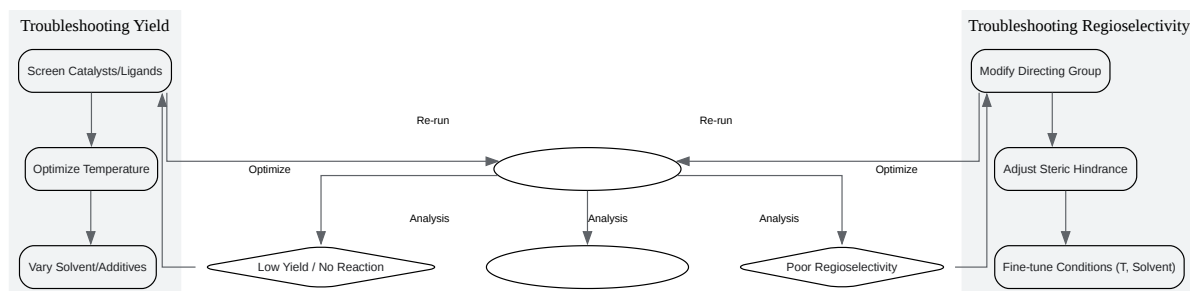 Troubleshooting Yield
Troubleshooting Regioselectivity
Screen Catalysts/Ligands
Modify Directing Group
Re-run
Re-run
Optimize Temperature
Optimize
Optimize
Adjust Steric Hindrance
Analysis
Analysis
Analysis
Vary Solvent/Additives
Low Yield / No Reaction
Poor Regioselectivity
Fine-tune Conditions (T, Solvent)